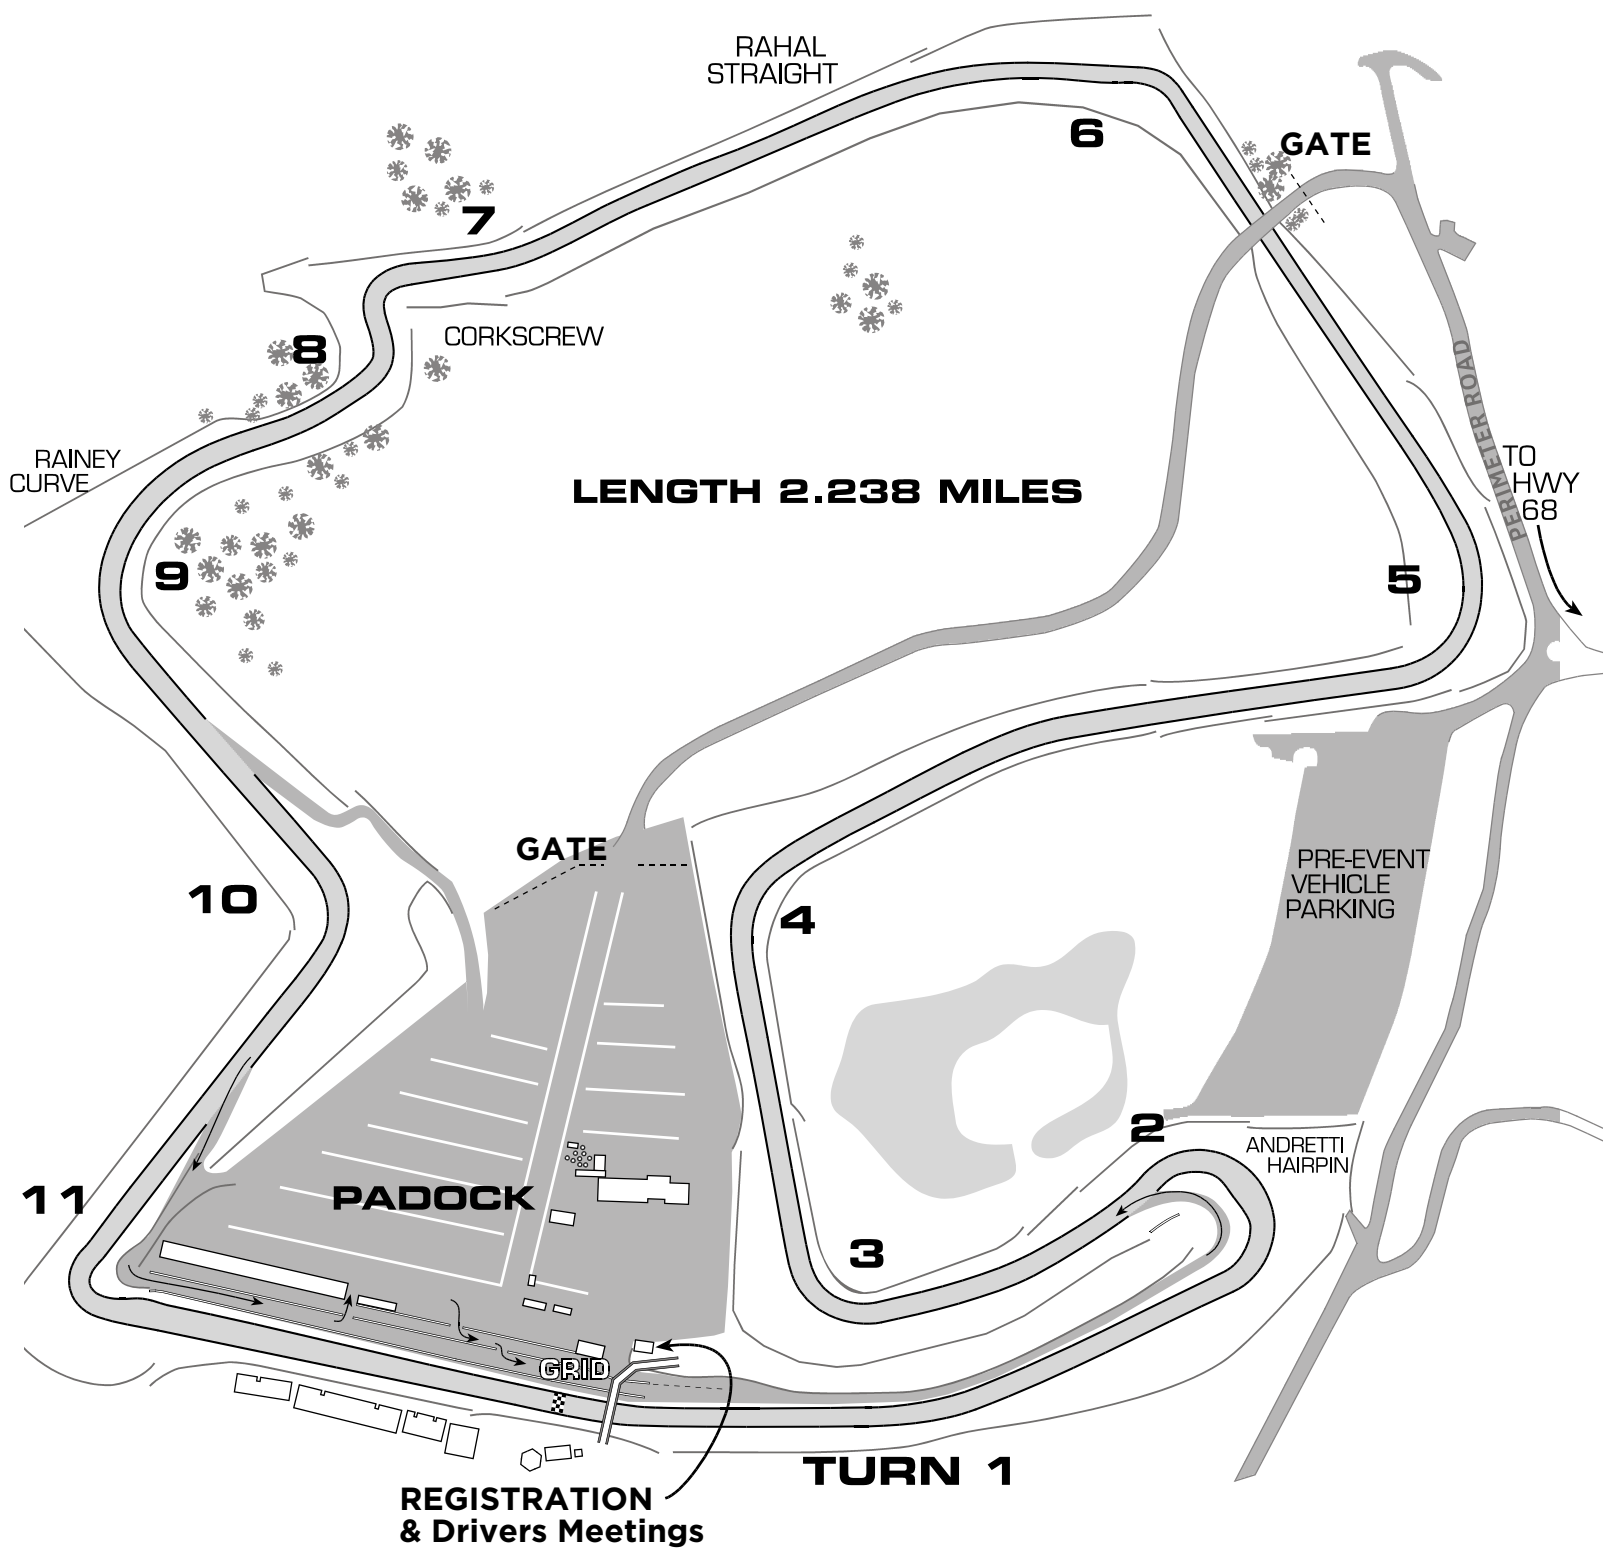 RAHAL
STRAIGHT
6
GATE
7
8
CORKSCREW
PERIMETER ROAD
RAINEY
CURVE
TO
HWY
68
LENGTH 2.238 MILES
9
5
GATE
PRE-EVENT
VEHICLE
PARKING
10
4
2
ANDRETTI
HAIRPIN
11
PADOCK
3
GRID
TURN 1
REGISTRATION
& Drivers Meetings